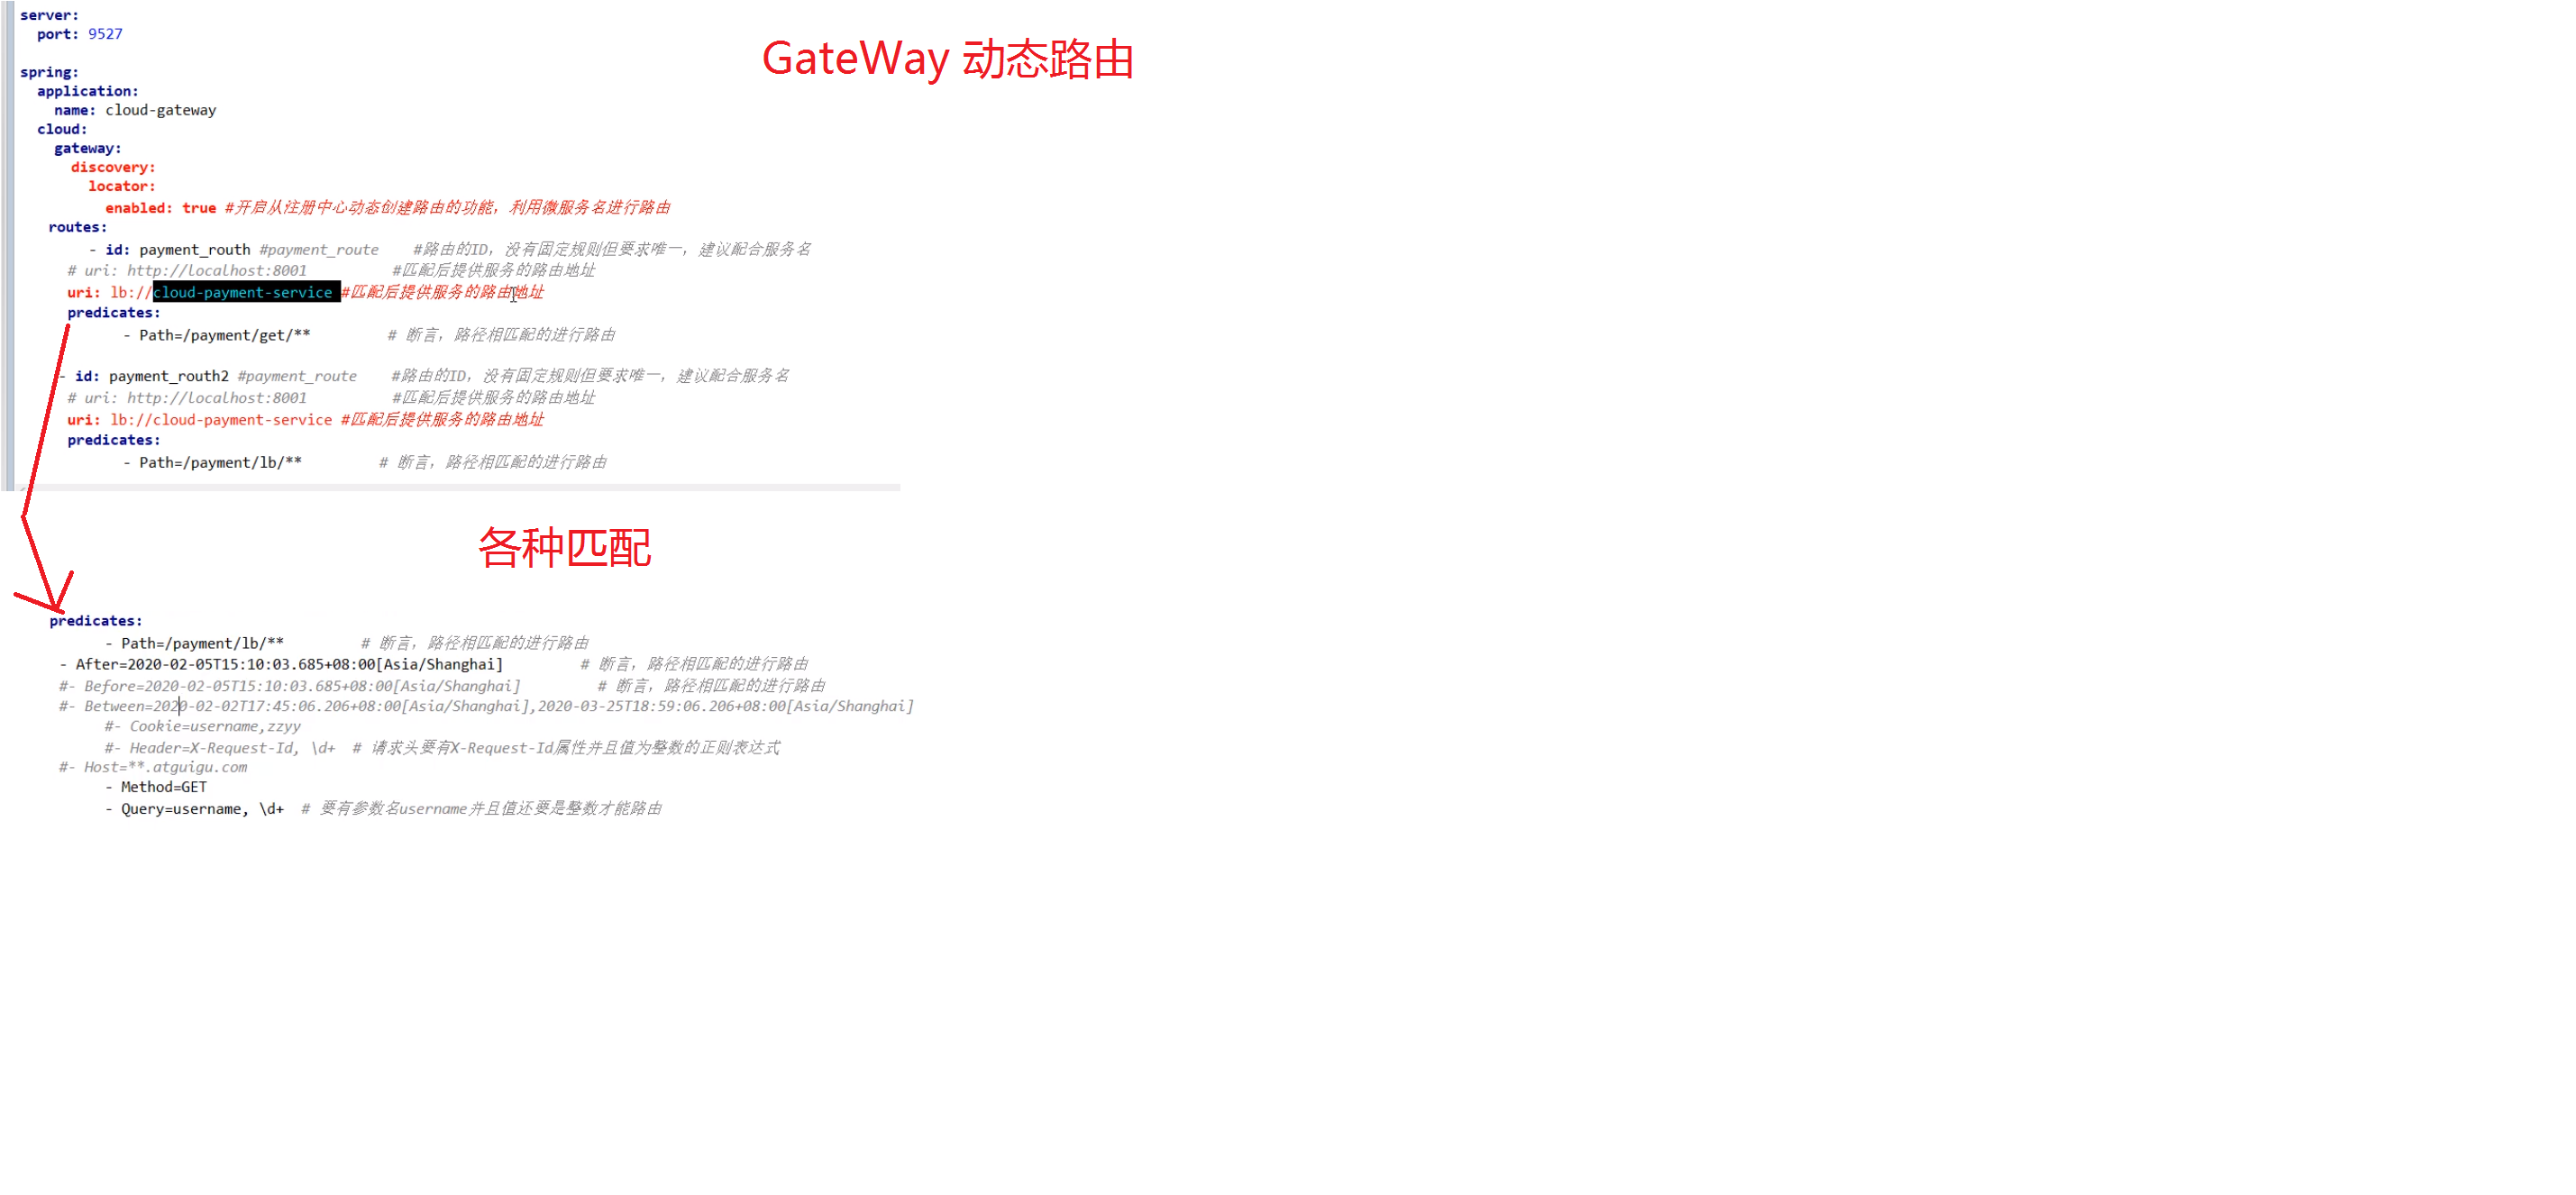 server:
port: 9527
GateWay 动态路由
spring:
application:
name: cloud-gateway
cloud:
gateway:
discovery:
locator:
enabled: true #开启从注册中心动态创建路由的功能，利用微服务名进行路由
routes:
- id: payment_routh #payment_route #路由的ID，没有固定规则但要求唯一，建议配合服务名
# uri: http://localhost:8001 #匹配后提供服务的路由地址
uri: lb://cloud-payment-service #匹配后提供服务的路由地址
predicates:
- Path=/payment/get/** # 断言，路径相匹配的进行路由
- id: payment_routh2 #payment_route #路由的ID，没有固定规则但要求唯一，建议配合服务名
# uri: http://localhost:8001 #匹配后提供服务的路由地址
uri: lb://cloud-payment-service #匹配后提供服务的路由地址
predicates:
- Path=/payment/lb/** # 断言，路径相匹配的进行路由
各种匹配
predicates:
- Path=/payment/lb/** # 断言，路径相匹配的进行路由
- After=2020-02-05T15:10:03.685+08:00[Asia/Shanghai] # 断言，路径相匹配的进行路由
#- Before=2020-02-05T15:10:03.685+08:00[Asia/Shanghai] # 断言，路径相匹配的进行路由
#- Between=2020-02-02T17:45:06.206+08:00[Asia/Shanghai],2020-03-25T18:59:06.206+08:00[Asia/Shanghai]
#- Cookie=username,zzyy
#- Header=X-Request-Id, \d+ # 请求头要有X-Request-Id属性并且值为整数的正则表达式
#- Host=**.atguigu.com
- Method=GET
- Query=username, \d+ # 要有参数名username并且值还要是整数才能路由